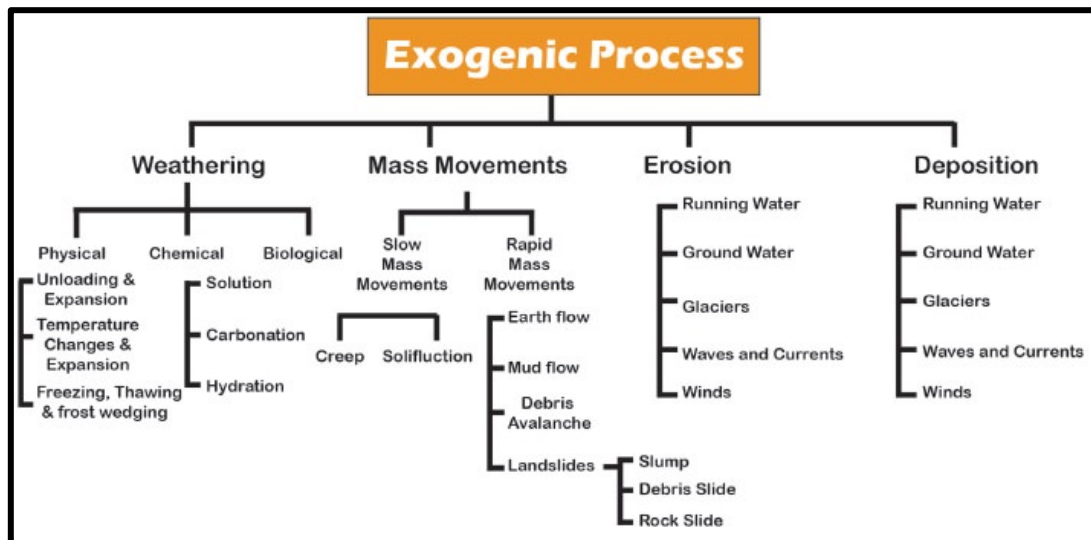 Exogenic Process
Weathering
Mass Movements
Erosion
Deposition
Physical
Chemical
Biological
Unloading &
Expansion
Temperature
Changes &
Expansion
Freezing, Thawing
& frost wedging
Solution
Carbonation
Hydration
Slow
Mass
Movements
Rapid
Mass
Movements
Creep
Solifluction
Earth flow
Mud flow
Debris
Avalanche
Landslides
Slump
Debris Slide
Rock Slide
Running Water
Ground Water
Glaciers
Waves and Currents
Winds
Running Water
Ground Water
Glaciers
Waves and Currents
Winds